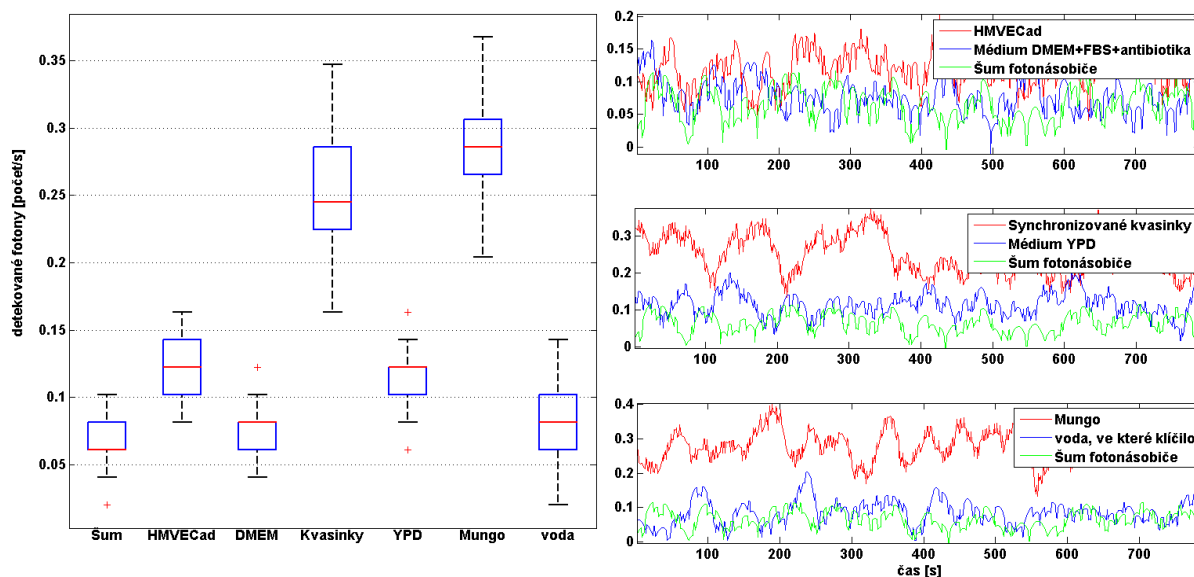 detekované fotony [počet/s]
0.35
0.3
0.25
0.2
0.15
0.1
0.05
Šum HMVECad DMEM Kvasinky YPD Mungo voda
0.2
0.15
0.1
0.05
0
HMVECad
Médium DMEM+FBS+antibiotika
Šum fotonásobiče
100 200 300 400 500 600 700
0.3
0.2
0.1
0
Synchronizované kvasinky
Médium YPD
Šum fotonásobiče
100 200 300 400 500 600 700
0.4
0.3
0.2
0.1
0
Mungo
voda, ve které klíčilo
Šum fotonásobiče
100 200 300 400 500 600 700
čas [s]